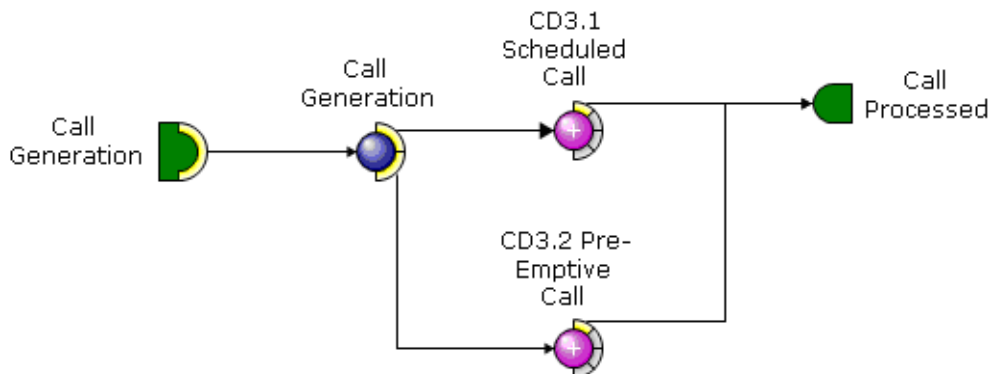 Call
Generation
Call
Generation
CD3.1
Scheduled
Call
CD3.2 Pre-
Emptive
Call
Call
Processed